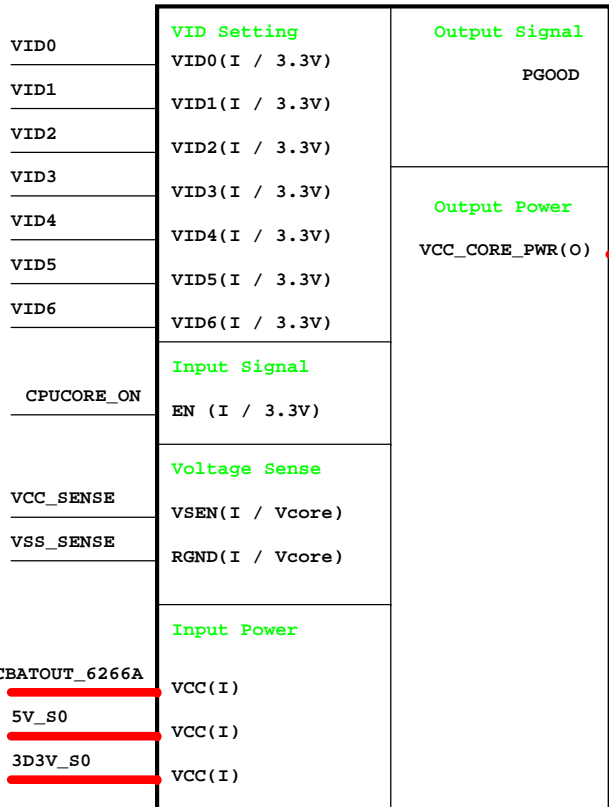 VID0
VID1
VID2
VID3
VID4
VID5
VID6
CPUCORE_ON
VCC_SENSE
VSS_SENSE
CBATOUT_6266A
5V_S0
3D3V_S0
VID Setting
VID0(I / 3.3V)
VID1(I / 3.3V)
VID2(I / 3.3V)
VID3(I / 3.3V)
VID4(I / 3.3V)
VID5(I / 3.3V)
VID6(I / 3.3V)
Input Signal
EN (I / 3.3V)
Voltage Sense
VSEN(I / Vcore)
RGND(I / Vcore)
Input Power
VCC(I)
VCC(I)
VCC(I)
Output Signal
PGOOD
Output Power
VCC_CORE_PWR(O)